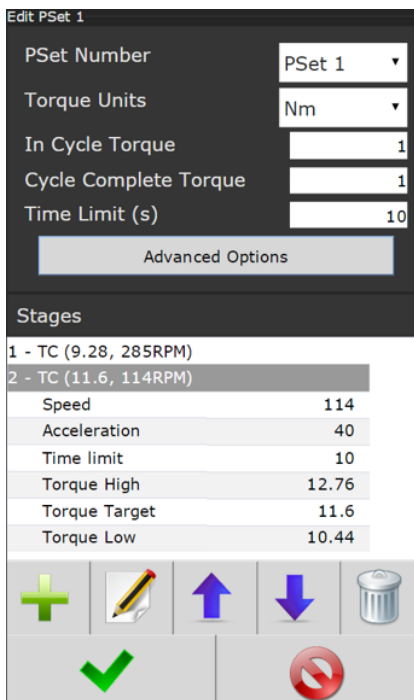 Edit PSet 1
PSet Number PSet 1
Torque Units Nm
In Cycle Torque 1
Cycle Complete Torque 1
Time Limit (s) 10
Advanced Options
Stages
1 - TC (9.28, 285RPM)
2 - TC (11.6, 114RPM)
Speed 114
Acceleration 40
Time limit 10
Torque High 12.76
Torque Target 11.6
Torque Low 10.44